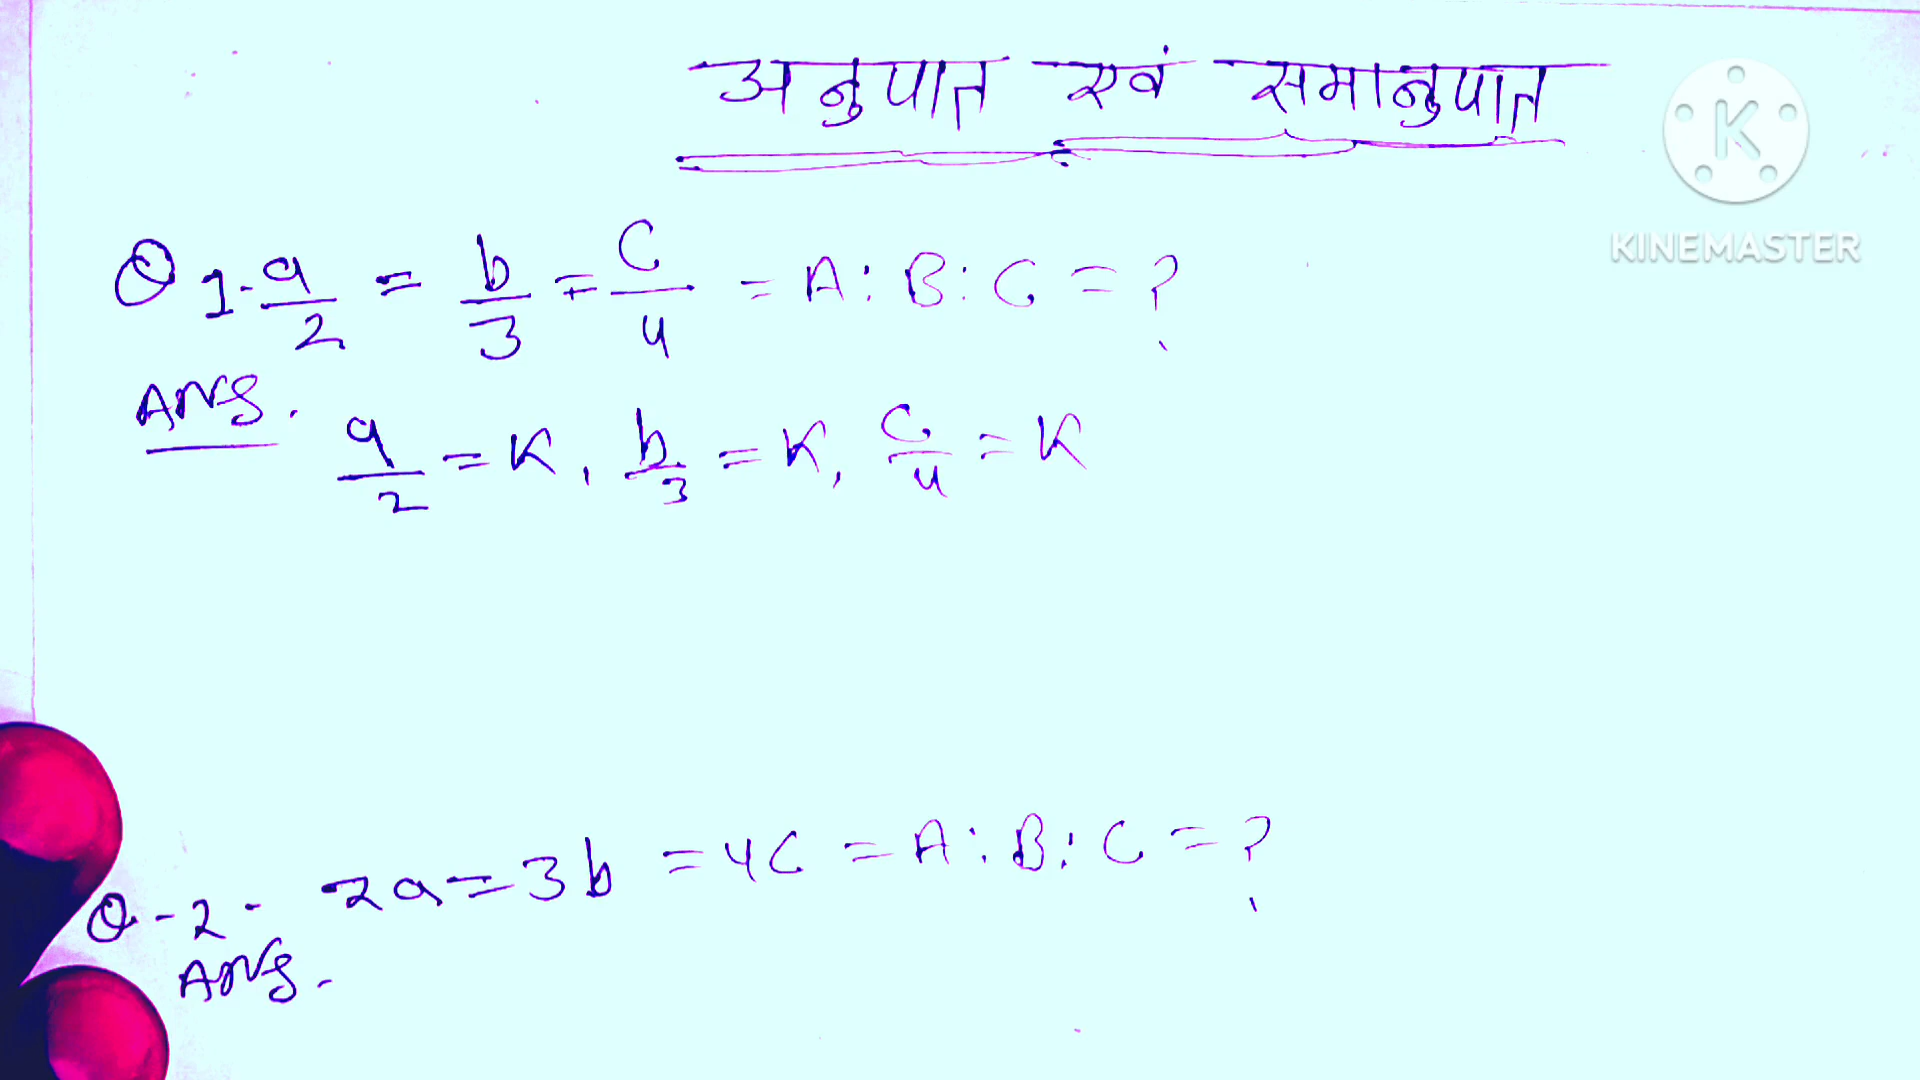 अनुपात एवं समानुपात
KINEMASTER
Q 1. a/2 = b/3 = C/4 = A : B : C = ?
Ans.
a/2 = K, b/3 = K, C/4 = K
Q-2- 2a = 3b = 4C = A : B : C = ?
Ans.